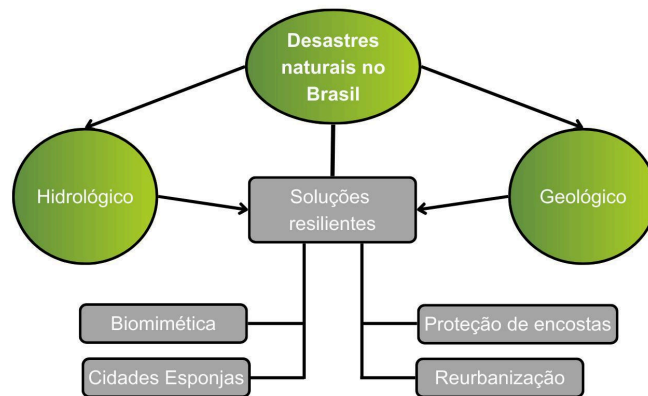 Desastres
naturais no
Brasil
Hidrológico
Soluções
resilientes
Geológico
Biomimética
Proteção de encostas
Cidades Esponjas
Reurbanização